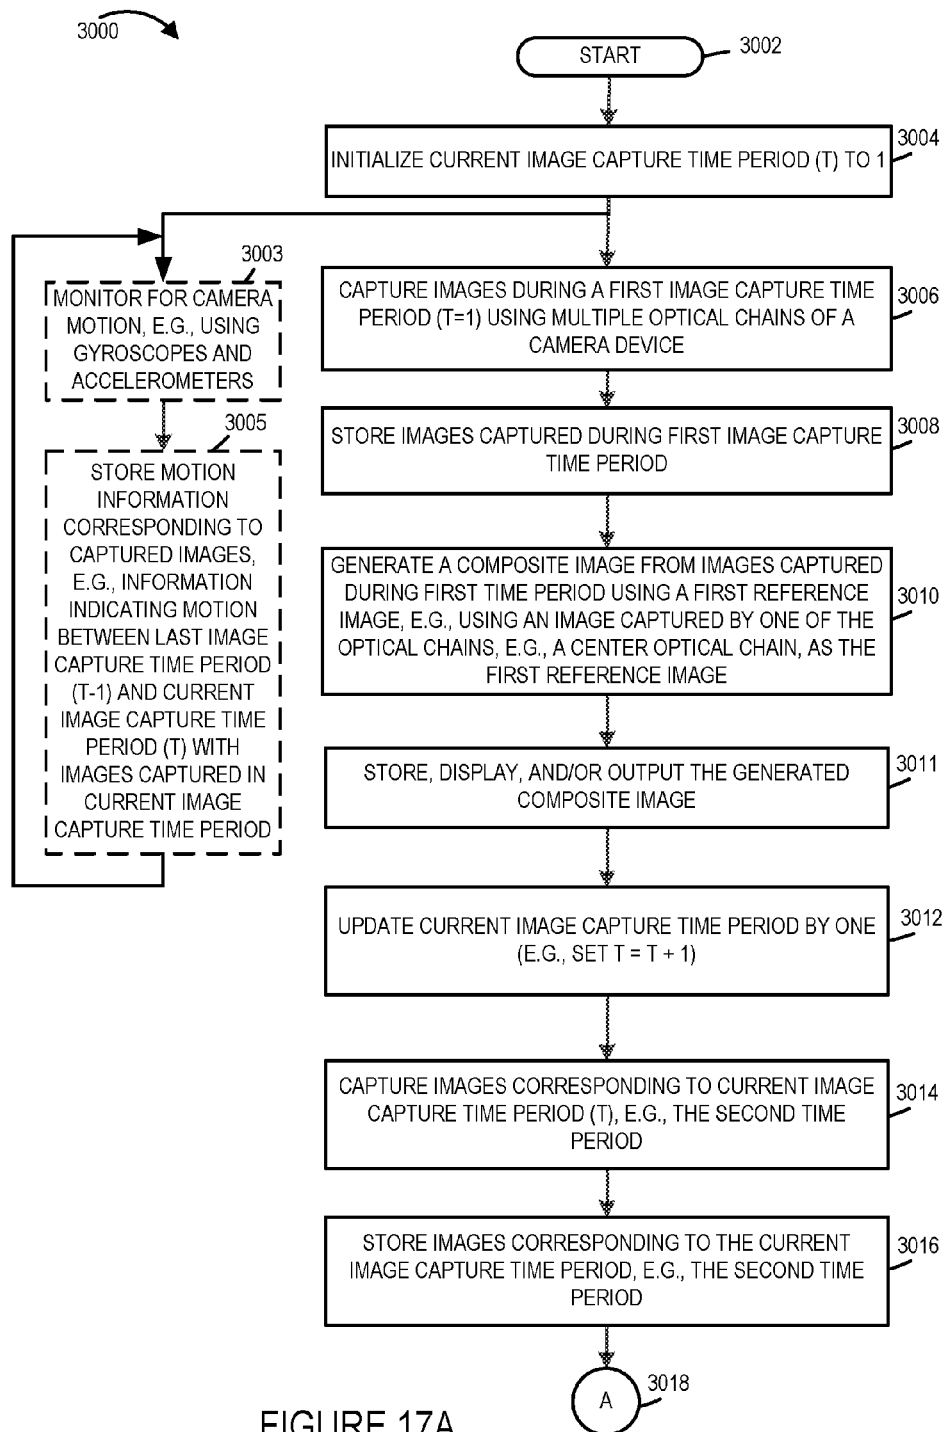 3000
START
3002
INITIALIZE CURRENT IMAGE CAPTURE TIME PERIOD (T) TO 1
3004
3003
MONITOR FOR CAMERA
MOTION, E.G., USING
GYROSCOPES AND
ACCELEROMETERS
3005
STORE MOTION
INFORMATION
CORRESPONDING TO
CAPTURED IMAGES,
E.G., INFORMATION
INDICATING MOTION
BETWEEN LAST IMAGE
CAPTURE TIME PERIOD
(T-1) AND CURRENT
IMAGE CAPTURE TIME
PERIOD (T) WITH
IMAGES CAPTURED IN
CURRENT IMAGE
CAPTURE TIME PERIOD
CAPTURE IMAGES DURING A FIRST IMAGE CAPTURE TIME
PERIOD (T=1) USING MULTIPLE OPTICAL CHAINS OF A
CAMERA DEVICE
3006
STORE IMAGES CAPTURED DURING FIRST IMAGE CAPTURE
TIME PERIOD
3008
GENERATE A COMPOSITE IMAGE FROM IMAGES CAPTURED
DURING FIRST TIME PERIOD USING A FIRST REFERENCE
IMAGE, E.G., USING AN IMAGE CAPTURED BY ONE OF THE
OPTICAL CHAINS, E.G., A CENTER OPTICAL CHAIN, AS THE
FIRST REFERENCE IMAGE
3010
STORE, DISPLAY, AND/OR OUTPUT THE GENERATED
COMPOSITE IMAGE
3011
UPDATE CURRENT IMAGE CAPTURE TIME PERIOD BY ONE
(E.G., SET T = T + 1)
3012
CAPTURE IMAGES CORRESPONDING TO CURRENT IMAGE
CAPTURE TIME PERIOD (T), E.G., THE SECOND TIME
PERIOD
3014
STORE IMAGES CORRESPONDING TO THE CURRENT
IMAGE CAPTURE TIME PERIOD, E.G., THE SECOND TIME
PERIOD
3016
A
3018
FIGURE 17A